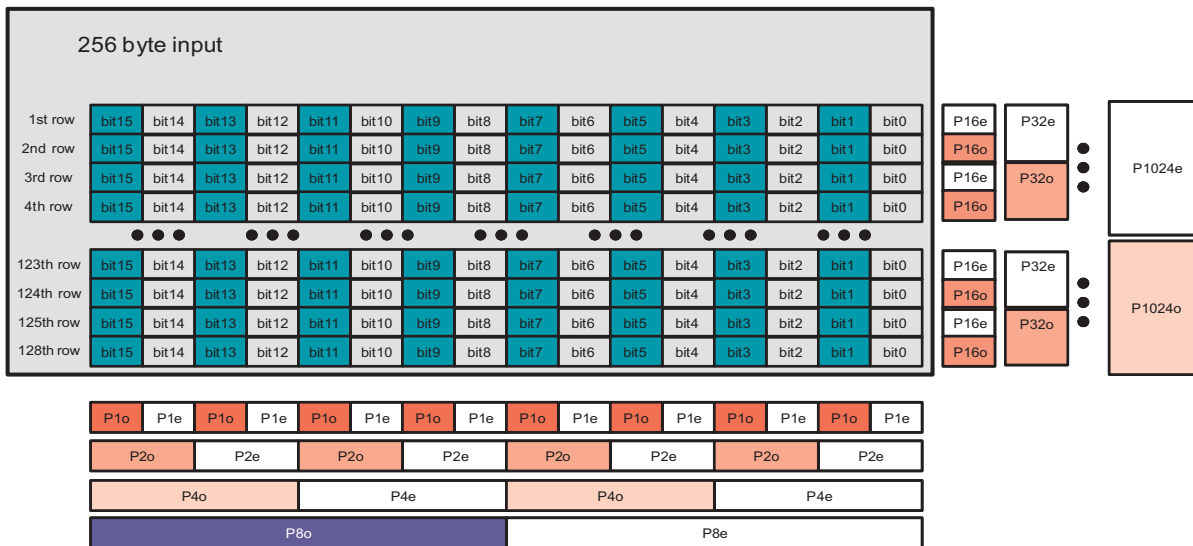 256 byte input
1st row bit15 bit14 bit13 bit12 bit11 bit10 bit9 bit8 bit7 bit6 bit5 bit4 bit3 bit2 bit1 bit0 P16e P32e
2nd row bit15 bit14 bit13 bit12 bit11 bit10 bit9 bit8 bit7 bit6 bit5 bit4 bit3 bit2 bit1 bit0 P16o
P1024e
3rd row bit15 bit14 bit13 bit12 bit11 bit10 bit9 bit8 bit7 bit6 bit5 bit4 bit3 bit2 bit1 bit0 P16e P32o
4th row bit15 bit14 bit13 bit12 bit11 bit10 bit9 bit8 bit7 bit6 bit5 bit4 bit3 bit2 bit1 bit0 P16o
123th row bit15 bit14 bit13 bit12 bit11 bit10 bit9 bit8 bit7 bit6 bit5 bit4 bit3 bit2 bit1 bit0 P16e P32e
124th row bit15 bit14 bit13 bit12 bit11 bit10 bit9 bit8 bit7 bit6 bit5 bit4 bit3 bit2 bit1 bit0 P16o
P1024o
125th row bit15 bit14 bit13 bit12 bit11 bit10 bit9 bit8 bit7 bit6 bit5 bit4 bit3 bit2 bit1 bit0 P16e P32o
128th row bit15 bit14 bit13 bit12 bit11 bit10 bit9 bit8 bit7 bit6 bit5 bit4 bit3 bit2 bit1 bit0 P16o
P1o P1e P1o P1e P1o P1e P1o P1e P1o P1e P1o P1e P1o P1e P1o P1e
P2o P2e P2o P2e P2o P2e P2o P2e
P4o P4e P4o P4e
P8o P8e